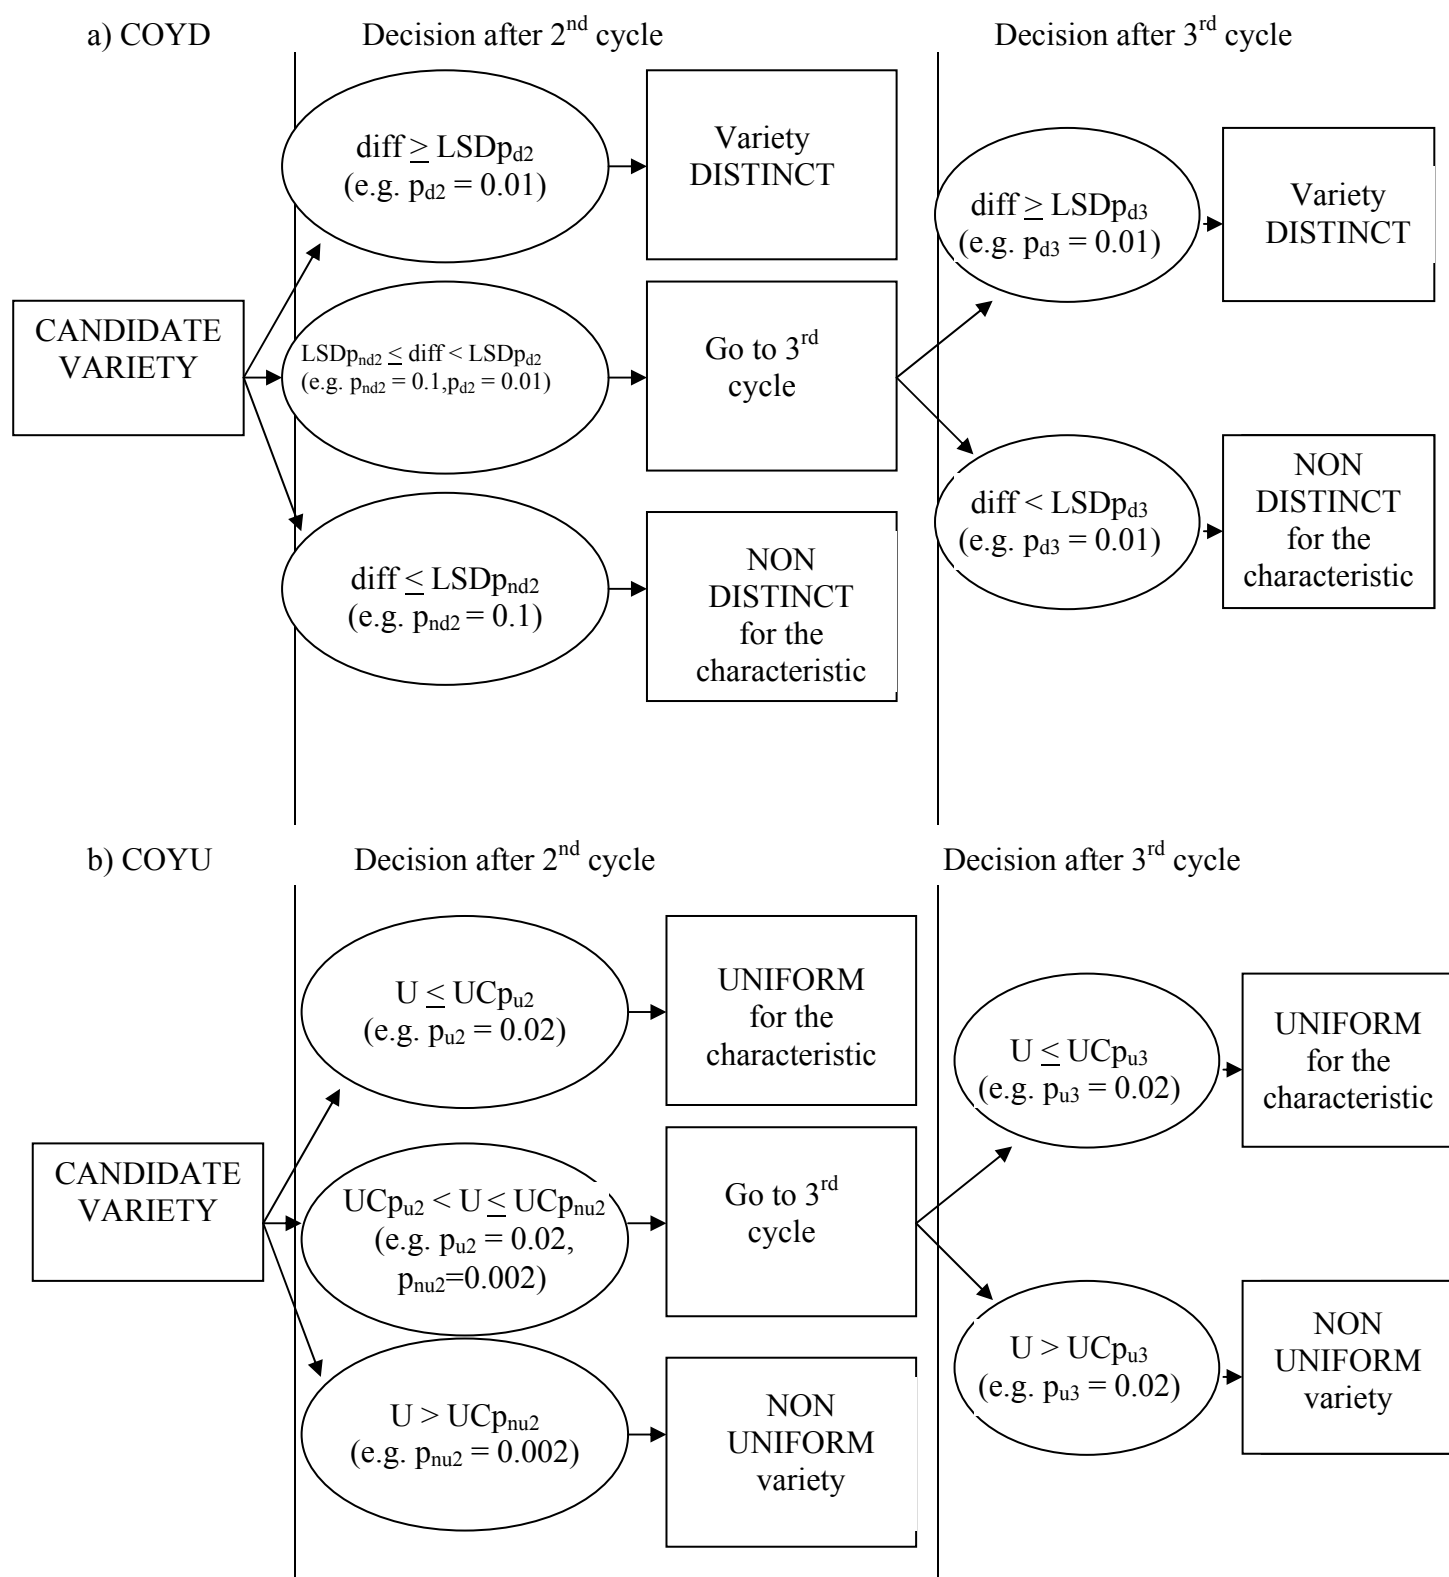 a) COYD
Decision after 2nd cycle
Decision after 3rd cycle
CANDIDATE
VARIETY
diff ≥ LSDpd2
(e.g. pd2 = 0.01)
Variety
DISTINCT
LSDpnd2 ≤ diff < LSDpd2
(e.g. pnd2 = 0.1,pd2 = 0.01)
Go to 3rd
cycle
diff ≤ LSDpnd2
(e.g. pnd2 = 0.1)
NON
DISTINCT
for the
characteristic
diff ≥ LSDpd3
(e.g. pd3 = 0.01)
Variety
DISTINCT
diff < LSDpd3
(e.g. pd3 = 0.01)
NON
DISTINCT
for the
characteristic
b) COYU
Decision after 2nd cycle
Decision after 3rd cycle
CANDIDATE
VARIETY
U ≤ UCpu2
(e.g. pu2 = 0.02)
UNIFORM
for the
characteristic
UCpu2 < U ≤ UCpnu2
(e.g. pu2 = 0.02,
pnu2=0.002)
Go to 3rd
cycle
U > UCpnu2
(e.g. pnu2 = 0.002)
NON
UNIFORM
variety
U ≤ UCpu3
(e.g. pu3 = 0.02)
UNIFORM
for the
characteristic
U > UCpu3
(e.g. pu3 = 0.02)
NON
UNIFORM
variety